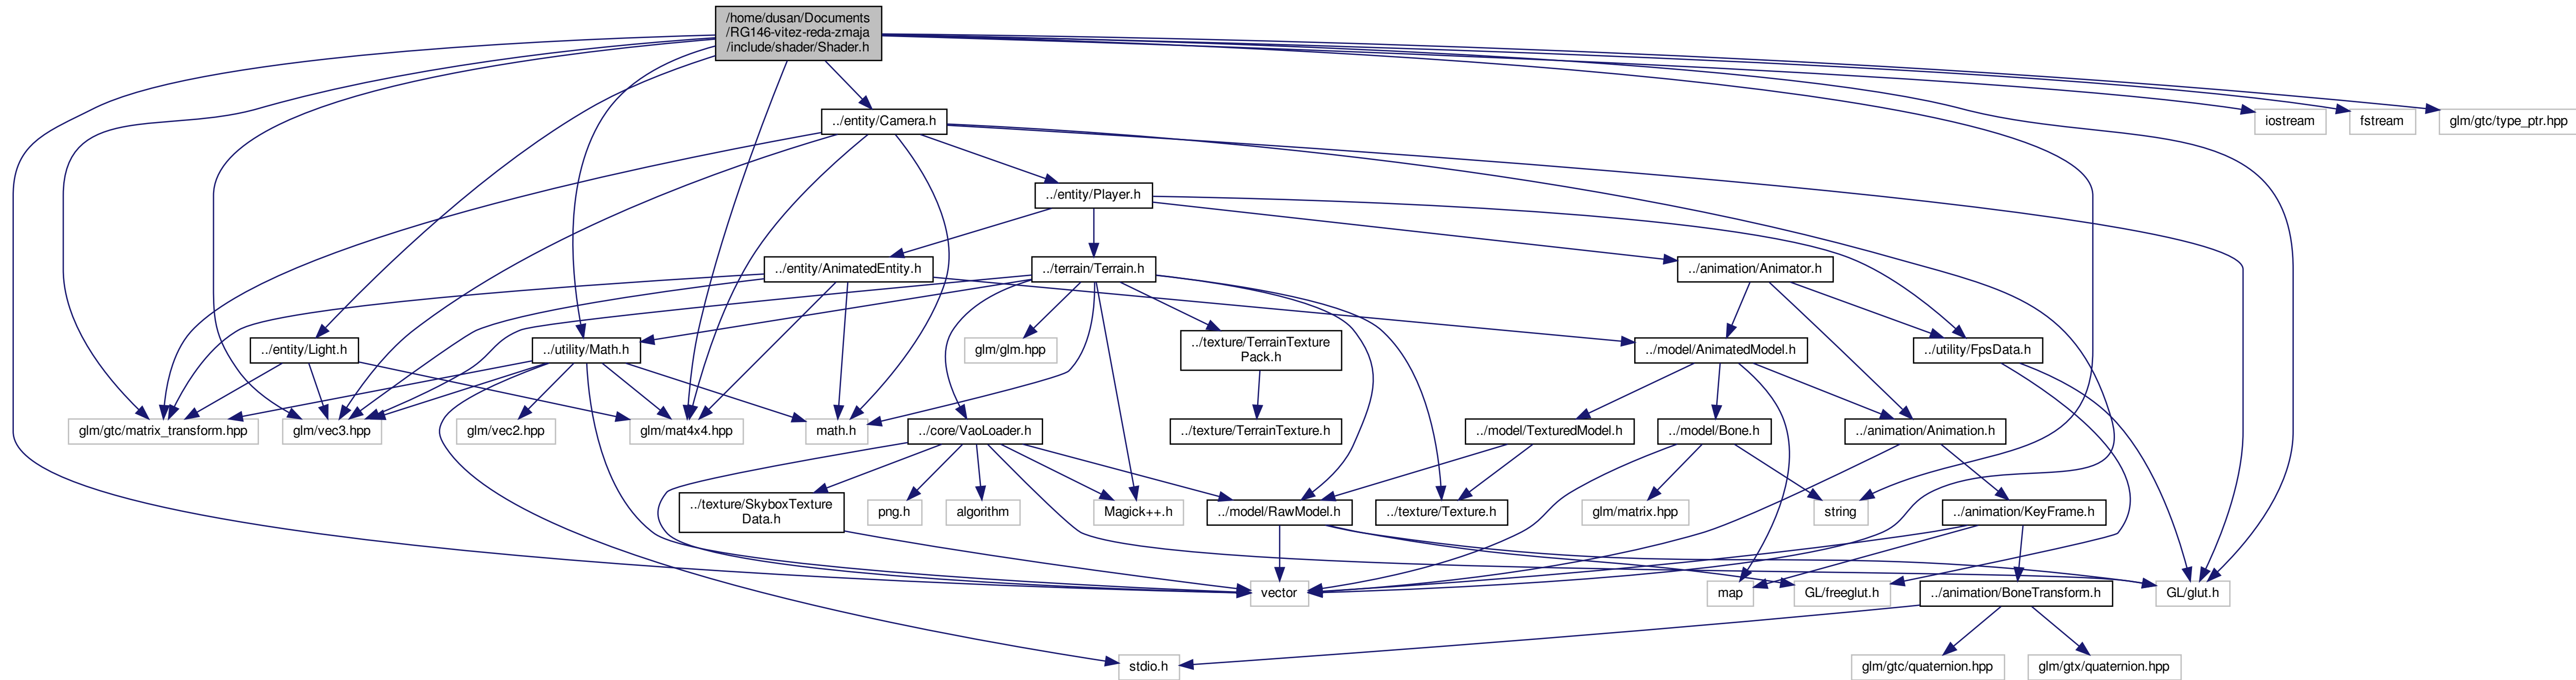 /home/dusan/Documents
/RG146-vitez-reda-zmaja
/include/shader/Shader.h
../entity/Camera.h
iostream
fstream
glm/gtc/type_ptr.hpp
../entity/Player.h
../entity/AnimatedEntity.h
../terrain/Terrain.h
../animation/Animator.h
../entity/Light.h
../utility/Math.h
glm/glm.hpp
../texture/TerrainTexture
Pack.h
../model/AnimatedModel.h
../utility/FpsData.h
glm/gtc/matrix_transform.hpp
glm/vec3.hpp
glm/vec2.hpp
glm/mat4x4.hpp
math.h
../core/VaoLoader.h
../texture/TerrainTexture.h
../model/TexturedModel.h
../model/Bone.h
../animation/Animation.h
../texture/SkyboxTexture
Data.h
png.h
algorithm
Magick++.h
../model/RawModel.h
../texture/Texture.h
glm/matrix.hpp
string
../animation/KeyFrame.h
vector
map
GL/freeglut.h
../animation/BoneTransform.h
GL/glut.h
stdio.h
glm/gtc/quaternion.hpp
glm/gtx/quaternion.hpp